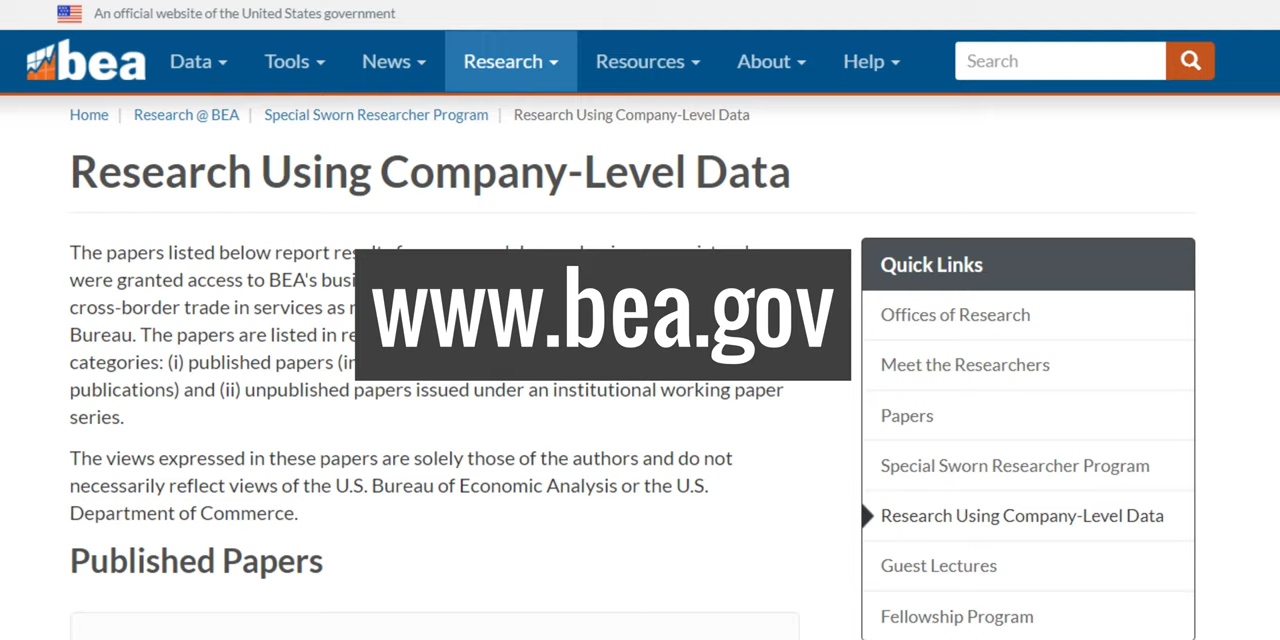 An official website of the United States government
bea
Data
Tools
News
Research
Resources
About
Help
Search
Home | Research @ BEA | Special Sworn Researcher Program | Research Using Company-Level Data
Research Using Company-Level Data
The papers listed below report
were granted access to BEA's
cross-border trade in services as
Bureau. The papers are listed in
categories: (i) published papers
publications) and (ii) unpublished papers issued under an institutional working paper
series.
www.bea.gov
The views expressed in these papers are solely those of the authors and do not
necessarily reflect views of the U.S. Bureau of Economic Analysis or the U.S.
Department of Commerce.
Published Papers
Quick Links
Offices of Research
Meet the Researchers
Papers
Special Sworn Researcher Program
Research Using Company-Level Data
Guest Lectures
Fellowship Program